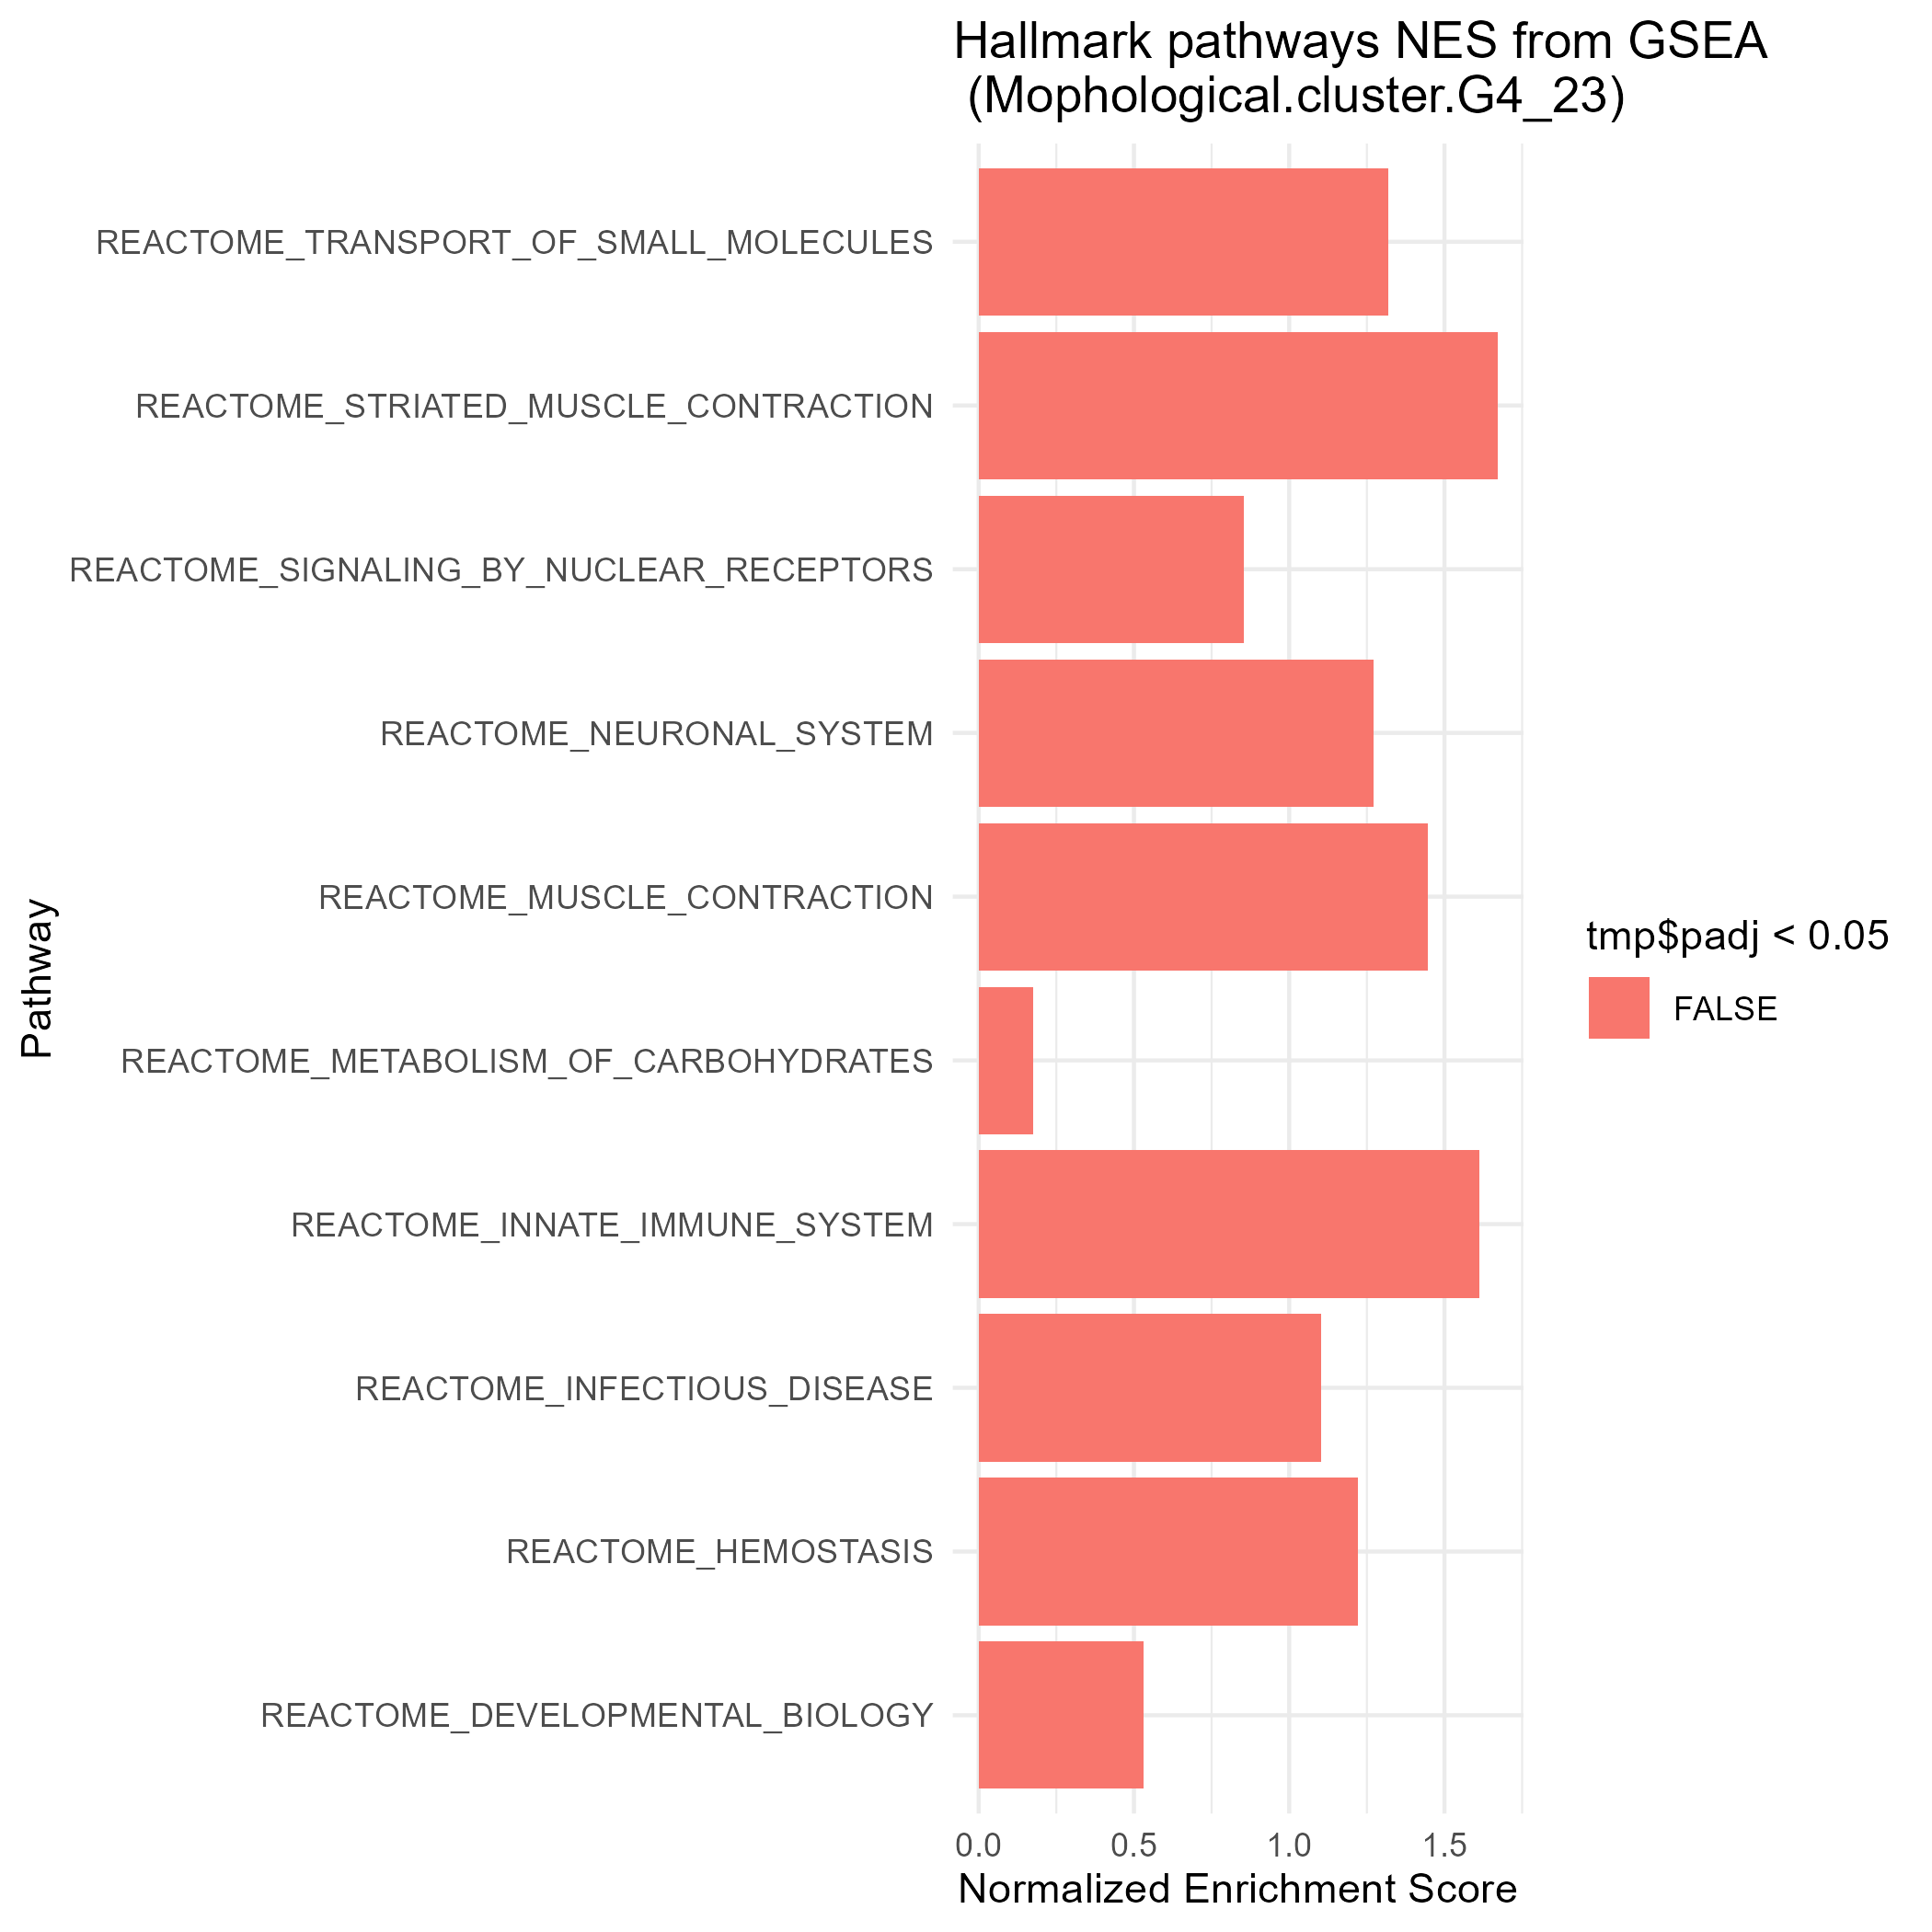 Hallmark pathways NES from GSEA
(Mophological.cluster.G4_23)
REACTOME_TRANSPORT_OF_SMALL_MOLECULES
REACTOME_STRIATED_MUSCLE_CONTRACTION
REACTOME_SIGNALING_BY_NUCLEAR_RECEPTORS
REACTOME_NEURONAL_SYSTEM
REACTOME_MUSCLE_CONTRACTION
REACTOME_METABOLISM_OF_CARBOHYDRATES
REACTOME_INNATE_IMMUNE_SYSTEM
REACTOME_INFECTIOUS_DISEASE
REACTOME_HEMOSTASIS
REACTOME_DEVELOPMENTAL_BIOLOGY
Pathway
0.0 0.5 1.0 1.5
Normalized Enrichment Score
tmp$padj < 0.05
FALSE